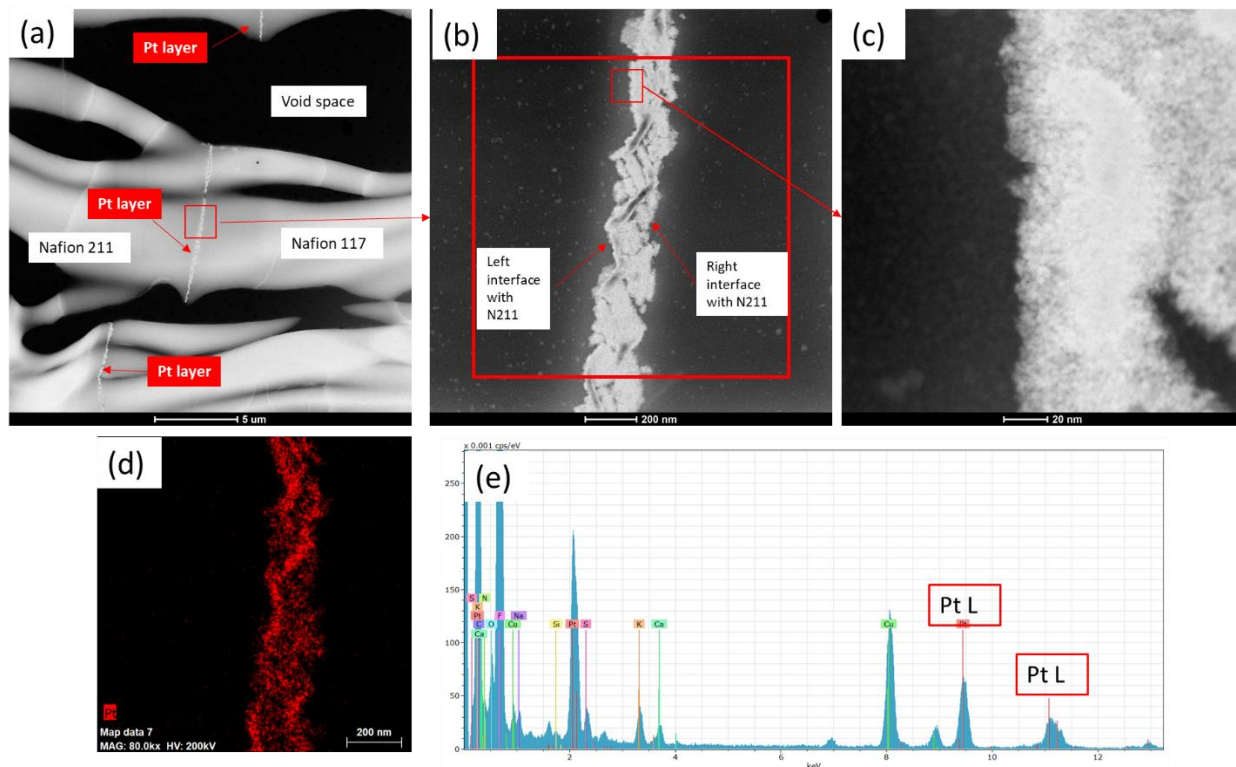 (a)
Pt layer
Void space
Pt layer
Nafion 211
Nafion 117
Pt layer
5 um
(b)
Left
interface
with
N211
Right
interface
with N211
200 nm
(c)
20 nm
(d)
Pt
Map data 7
MAG: 80.0kx HV: 200kV
200 nm
x 0.001 cps/eV
(e)
250
200
150
100
50
0
S N
K
Pt F Na
C O Cu Si Pt S K Ca Cu Pt
Ca
Pt L
Pt L
2 4 6 8 10 12
keV